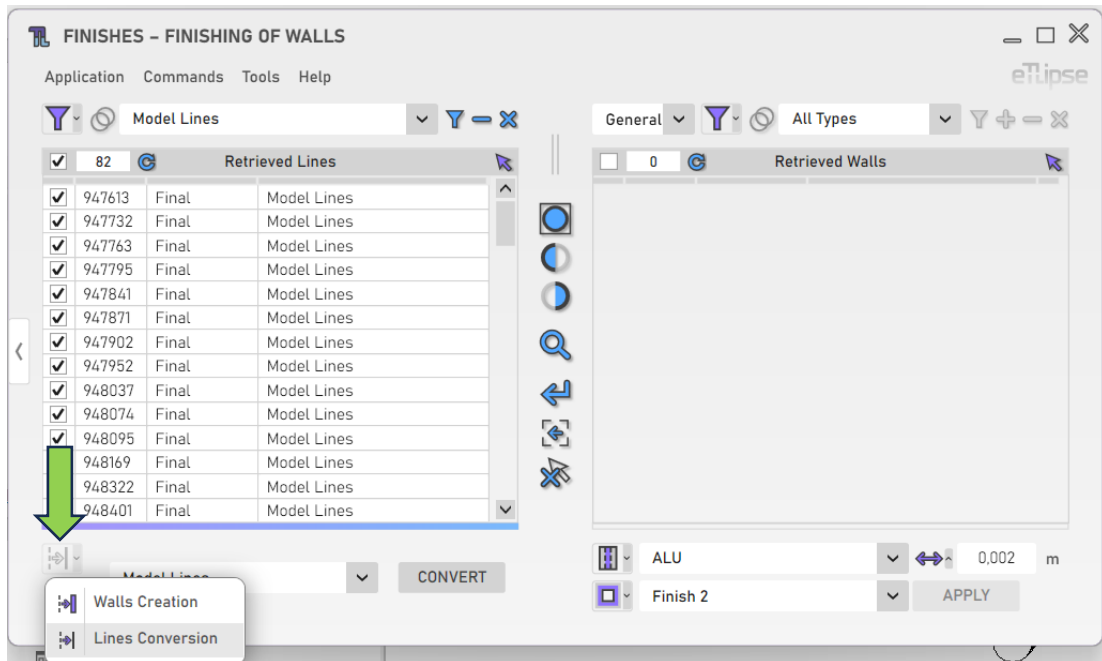 FINISHES – FINISHING OF WALLS
Application Commands Tools Help
eTLipse
Model Lines
General All Types
82 Retrieved Lines
0 Retrieved Walls
947613 Final Model Lines
947732 Final Model Lines
947763 Final Model Lines
947795 Final Model Lines
947841 Final Model Lines
947871 Final Model Lines
947902 Final Model Lines
947952 Final Model Lines
948037 Final Model Lines
948074 Final Model Lines
948095 Final Model Lines
948169 Final Model Lines
948322 Final Model Lines
948401 Final Model Lines
Model Lines CONVERT
Walls Creation
Lines Conversion
ALU 0,002 m
Finish 2 APPLY